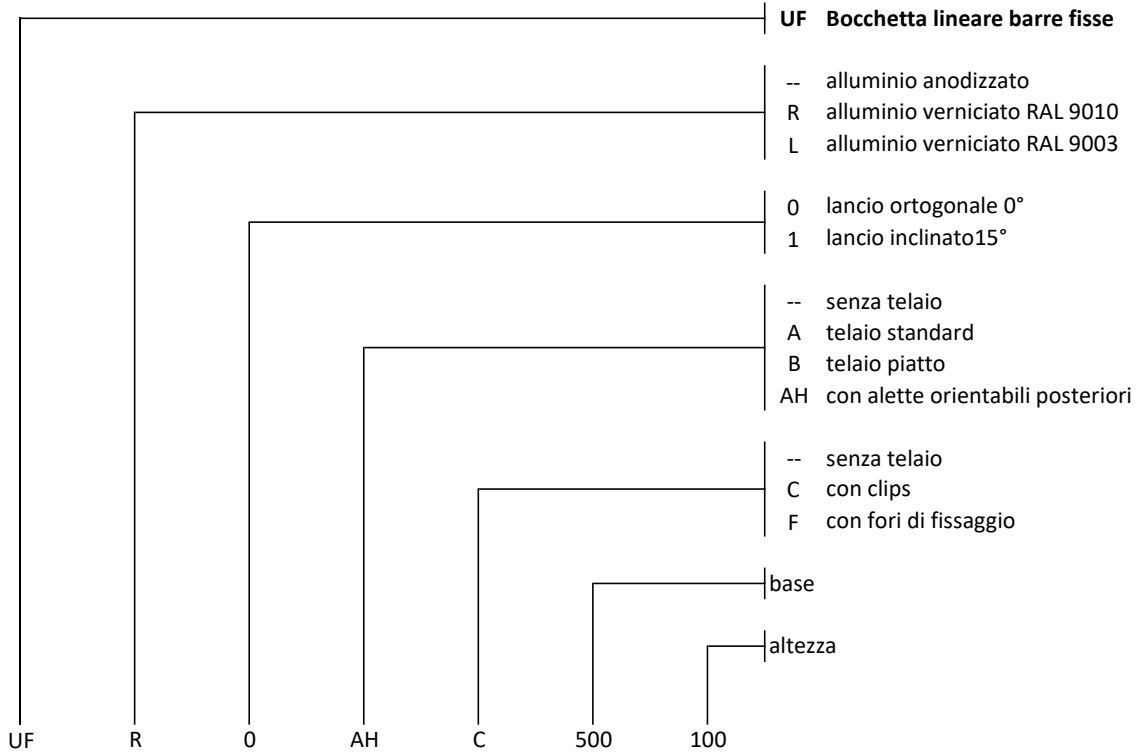 UF Bocchetta lineare barre fisse
-- alluminio anodizzato
R alluminio verniciato RAL 9010
L alluminio verniciato RAL 9003
0 lancio ortogonale 0°
1 lancio inclinato15°
-- senza telaio
A telaio standard
B telaio piatto
AH con alette orientabili posteriori
-- senza telaio
C con clips
F con fori di fissaggio
base
altezza
UF R 0 AH C 500 100